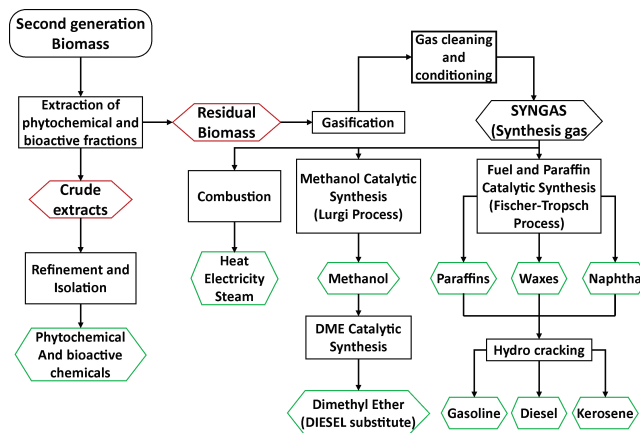 Second generation
Biomass
Gas cleaning
and
conditioning
Extraction of
phytochemical and
bioactive fractions
Residual
Biomass
Gasification
SYNGAS
(Synthesis gas
Combustion
Methanol Catalytic
Synthesis
(Lurgi Process)
Fuel and Paraffin
Catalytic Synthesis
(Fischer-Tropsch
Process)
Crude
extracts
Heat
Electricity
Steam
Methanol
Paraffins
Waxes
Naphtha
Refinement and
Isolation
DME Catalytic
Synthesis
Hydro cracking
Phytochemical
And bioactive
chemicals
Dimethyl Ether
(DIESEL substitute)
Gasoline
Diesel
Kerosene